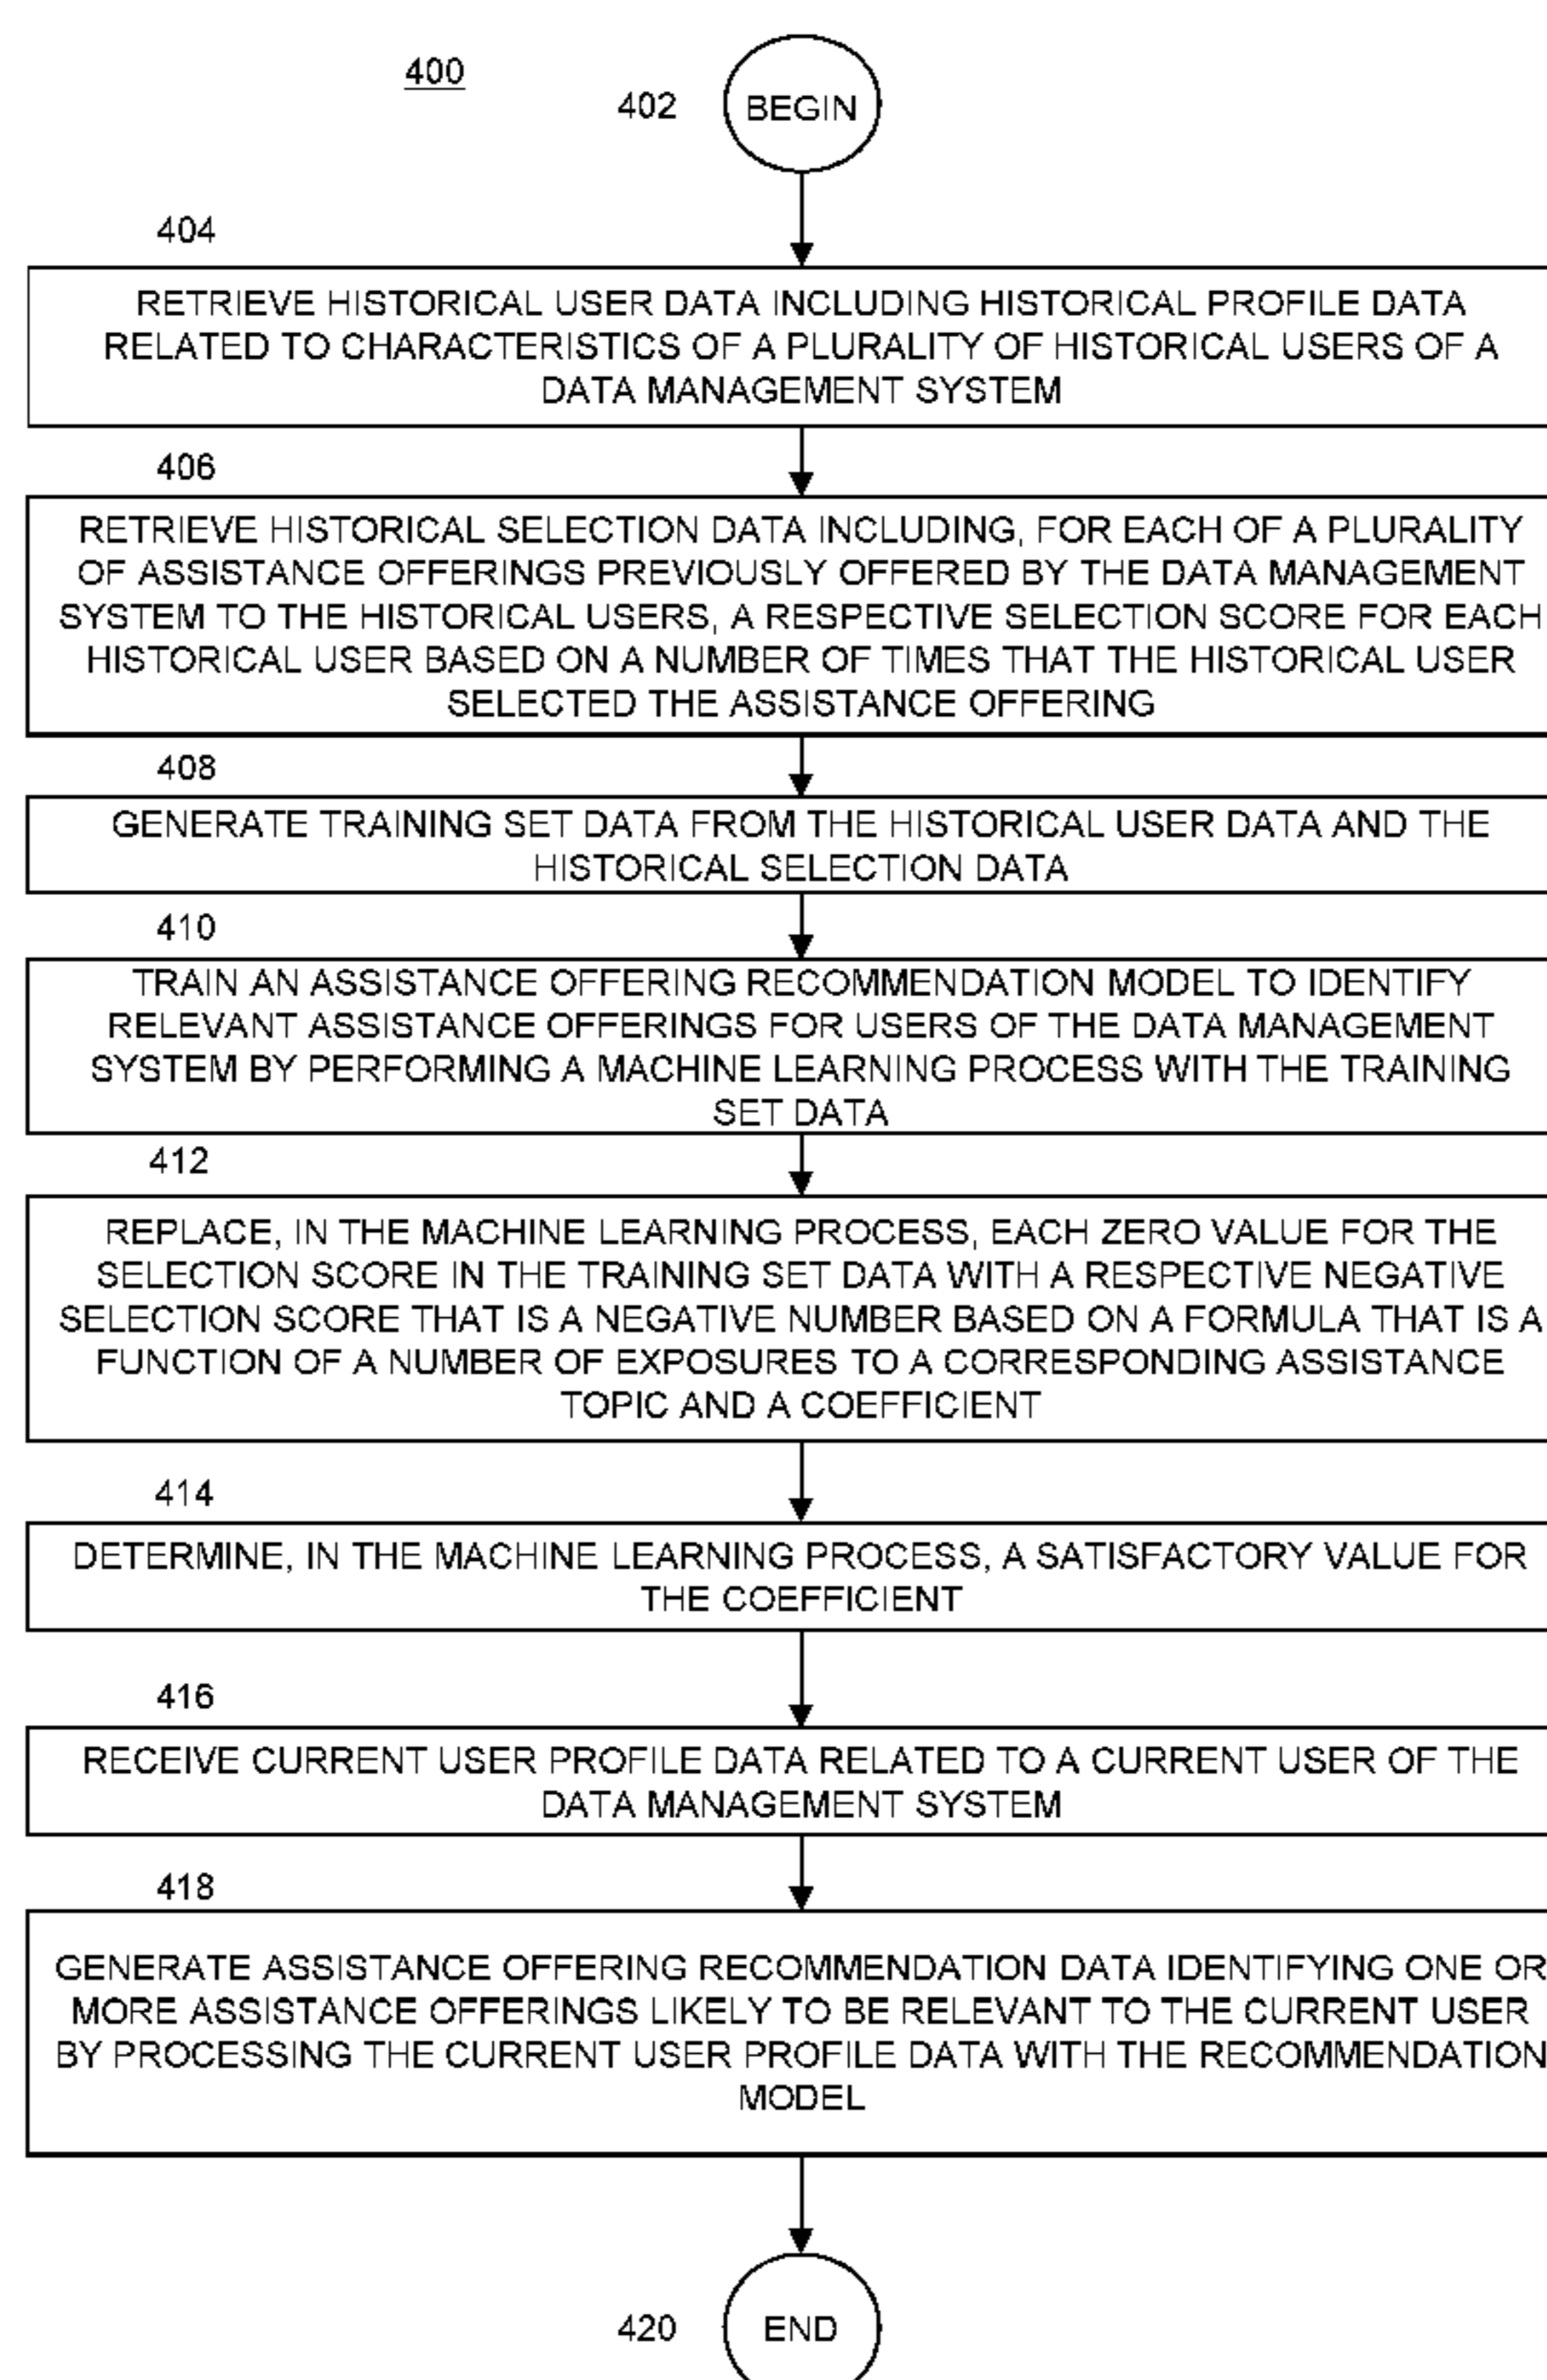 400
402
BEGIN
404
RETRIEVE HISTORICAL USER DATA INCLUDING HISTORICAL PROFILE DATA
RELATED TO CHARACTERISTICS OF A PLURALITY OF HISTORICAL USERS OF A
DATA MANAGEMENT SYSTEM
406
RETRIEVE HISTORICAL SELECTION DATA INCLUDING, FOR EACH OF A PLURALITY
OF ASSISTANCE OFFERINGS PREVIOUSLY OFFERED BY THE DATA MANAGEMENT
SYSTEM TO THE HISTORICAL USERS, A RESPECTIVE SELECTION SCORE FOR EACH
HISTORICAL USER BASED ON A NUMBER OF TIMES THAT THE HISTORICAL USER
SELECTED THE ASSISTANCE OFFERING
408
GENERATE TRAINING SET DATA FROM THE HISTORICAL USER DATA AND THE
HISTORICAL SELECTION DATA
410
TRAIN AN ASSISTANCE OFFERING RECOMMENDATION MODEL TO IDENTIFY
RELEVANT ASSISTANCE OFFERINGS FOR USERS OF THE DATA MANAGEMENT
SYSTEM BY PERFORMING A MACHINE LEARNING PROCESS WITH THE TRAINING
SET DATA
412
REPLACE, IN THE MACHINE LEARNING PROCESS, EACH ZERO VALUE FOR THE
SELECTION SCORE IN THE TRAINING SET DATA WITH A RESPECTIVE NEGATIVE
SELECTION SCORE THAT IS A NEGATIVE NUMBER BASED ON A FORMULA THAT IS A
FUNCTION OF A NUMBER OF EXPOSURES TO A CORRESPONDING ASSISTANCE
TOPIC AND A COEFFICIENT
414
DETERMINE, IN THE MACHINE LEARNING PROCESS, A SATISFACTORY VALUE FOR
THE COEFFICIENT
416
RECEIVE CURRENT USER PROFILE DATA RELATED TO A CURRENT USER OF THE
DATA MANAGEMENT SYSTEM
418
GENERATE ASSISTANCE OFFERING RECOMMENDATION DATA IDENTIFYING ONE OR
MORE ASSISTANCE OFFERINGS LIKELY TO BE RELEVANT TO THE CURRENT USER
BY PROCESSING THE CURRENT USER PROFILE DATA WITH THE RECOMMENDATION
MODEL
420
END